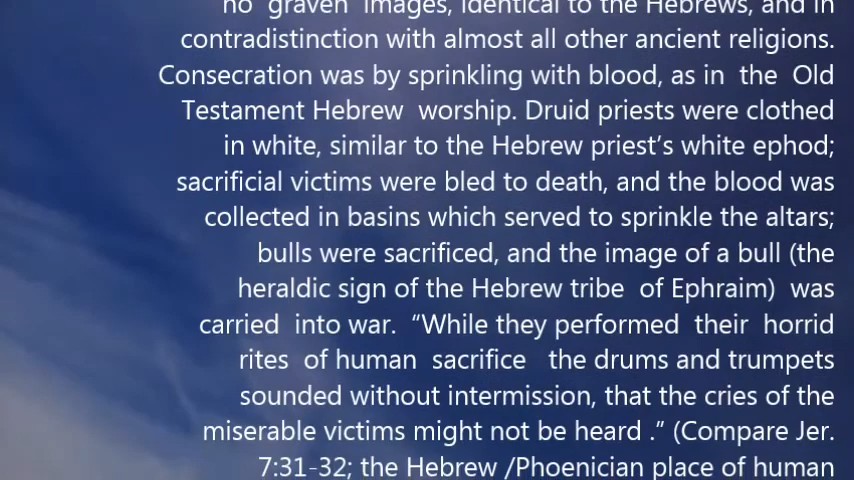 no graven images, identical to the Hebrews, and in
contradistinction with almost all other ancient religions.
Consecration was by sprinkling with blood, as in the Old
Testament Hebrew worship. Druid priests were clothed
in white, similar to the Hebrew priest’s white ephod;
sacrificial victims were bled to death, and the blood was
collected in basins which served to sprinkle the altars;
bulls were sacrificed, and the image of a bull (the
heraldic sign of the Hebrew tribe of Ephraim) was
carried into war. “While they performed their horrid
rites of human sacrifice the drums and trumpets
sounded without intermission, that the cries of the
miserable victims might not be heard .” (Compare Jer.
7:31-32; the Hebrew /Phoenician place of human